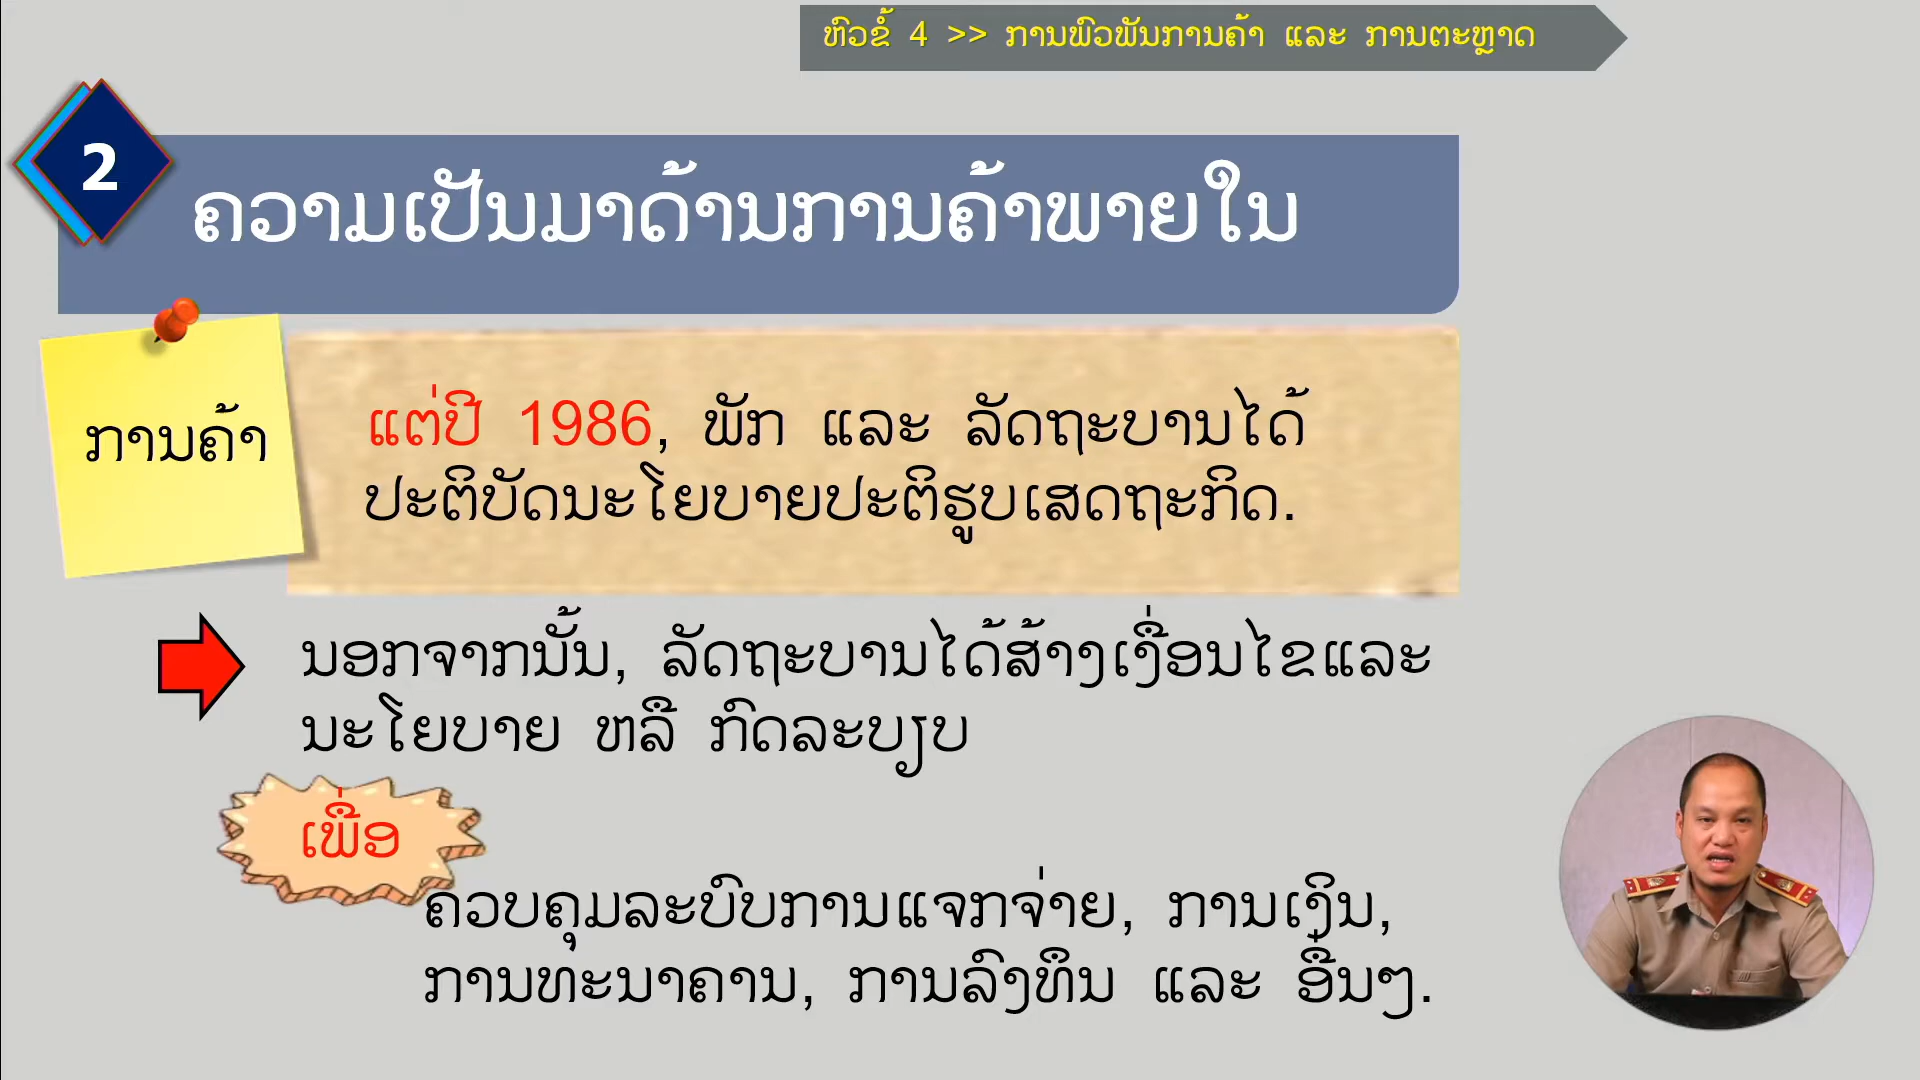 ຫົວຂໍ້ 4 >> ການພົວພັນການຄ້າ ແລະ ການຕະຫຼາດ
2
ຄວາມເປັນມາດ້ານການຄ້າພາຍໃນ
ການຄ້າ
ແຕ່ປີ 1986, ພັກ ແລະ ລັດຖະບານໄດ້
ປະຕິບັດນະໂຍບາຍປະຕິຮູບເສດຖະກິດ.
ນອກຈາກນັ້ນ, ລັດຖະບານໄດ້ສ້າງເງື່ອນໄຂແລະ
ນະໂຍບາຍ ຫລື ກົດລະບຽບ
ເພື່ອ
ຄວບຄຸມລະບົບການແຈກຈ່າຍ, ການເງິນ,
ການທະນາຄານ, ການລົງທຶນ ແລະ ອື່ນໆ.